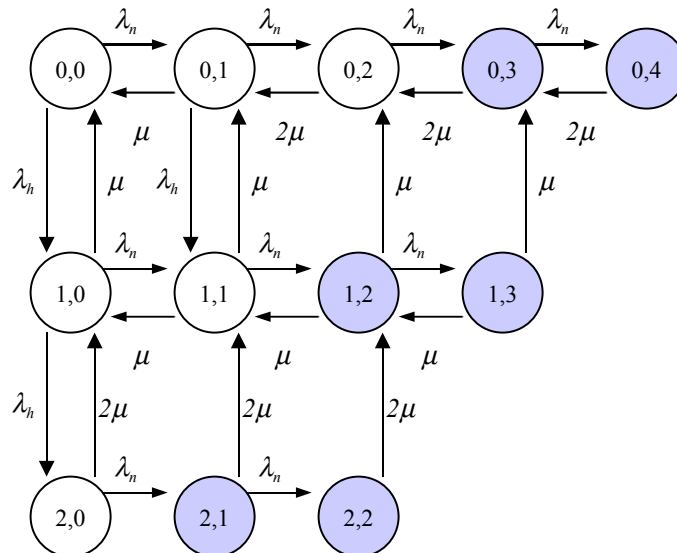 λn λn λn λn
0,0 0,1 0,2 0,3 0,4
μ 2μ 2μ 2μ
λh μ λh μ μ μ
λn λn λn
1,0 1,1 1,2 1,3
μ μ μ
λh 2μ 2μ 2μ
λn λn
2,0 2,1 2,2